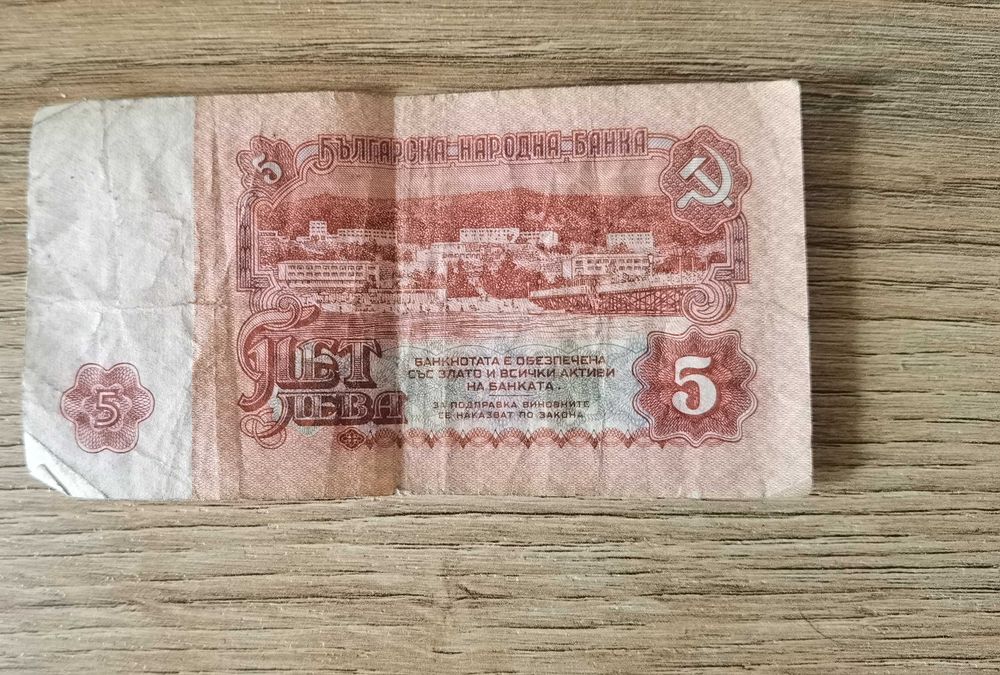 5 БЪЛГАРСКА НАРОДНА БАНКА
ПЕТ
ЛЕВА
БАНКНОТАТА Е ОБЕЗПЕЧЕНА
СЪС ЗЛАТО И ВСИЧКИ АКТИВИ
НА БАНКАТА.
ЗА ПОДПРАВКА ВИНОВНИТЕ
СЕ НАКАЗВАТ ПО ЗАКОНА
5
5